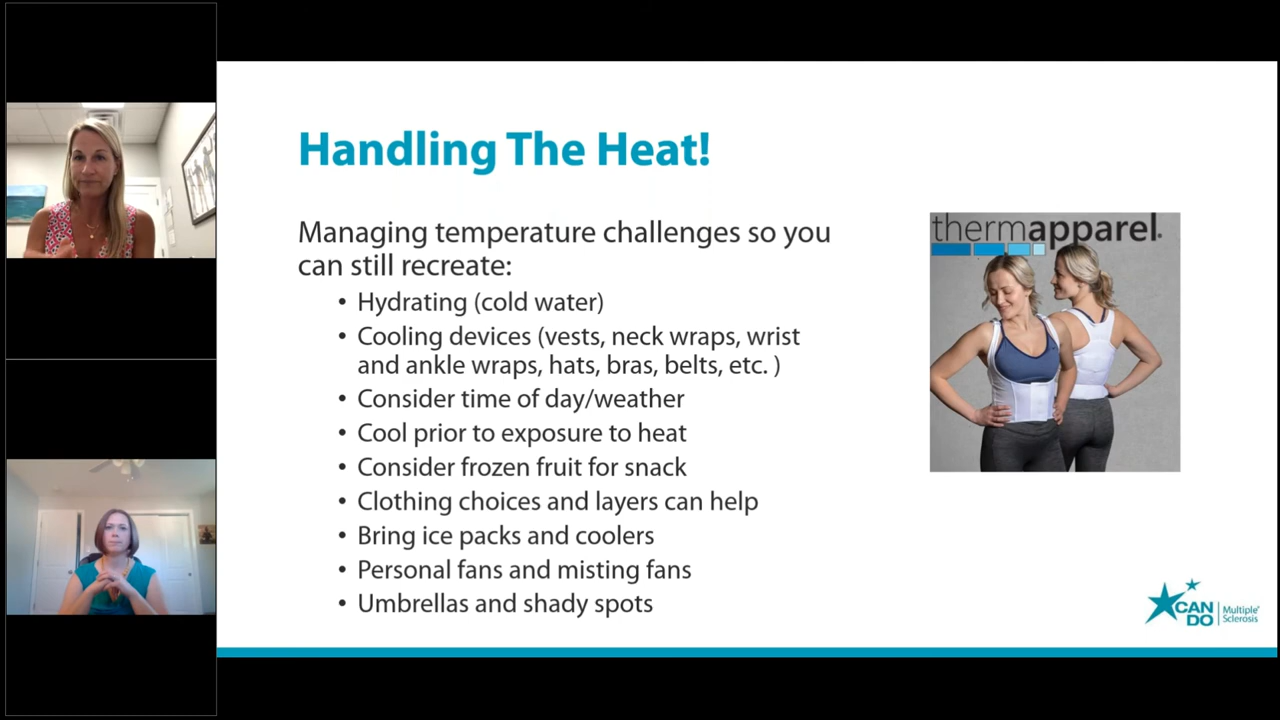 Handling The Heat!
Managing temperature challenges so you
can still recreate:
• Hydrating (cold water)
• Cooling devices (vests, neck wraps, wrist
and ankle wraps, hats, bras, belts, etc. )
• Consider time of day/weather
• Cool prior to exposure to heat
• Consider frozen fruit for snack
• Clothing choices and layers can help
• Bring ice packs and coolers
• Personal fans and misting fans
• Umbrellas and shady spots
thermapparel.
CAN DO
Multiple
Sclerosis